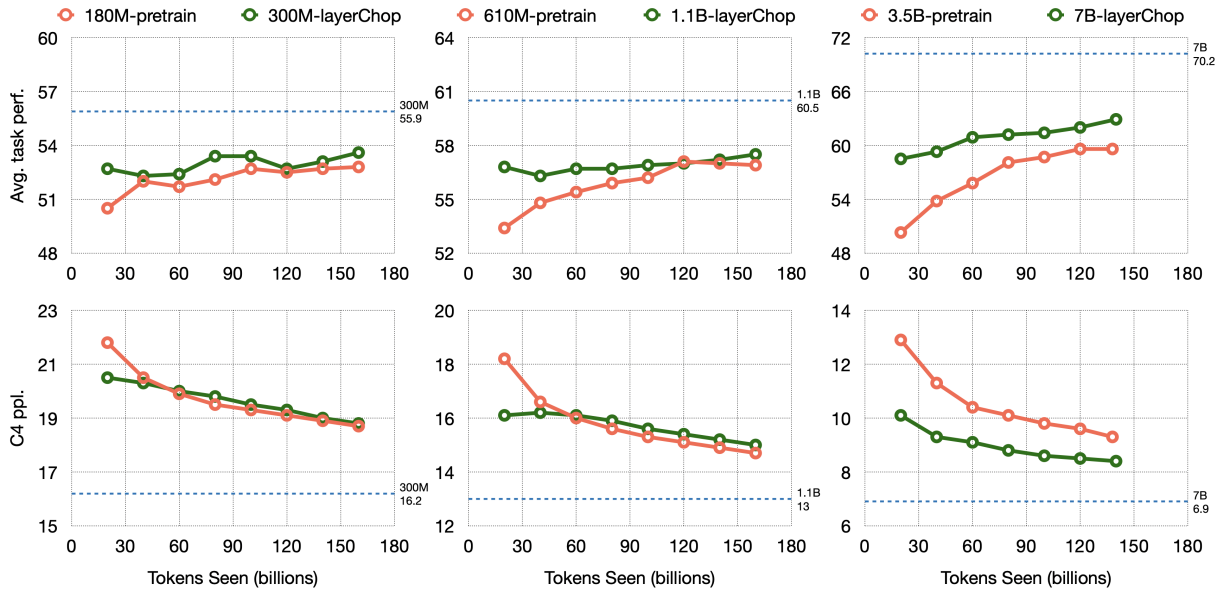 180M-pretrain 300M-layerChop 610M-pretrain 1.1B-layerChop 3.5B-pretrain 7B-layerChop
Avg. task perf.
60
57
54
51
48
300M
55.9
0 30 60 90 120 150 180
64
61
58
55
52
1.1B
60.5
0 30 60 90 120 150 180
72
66
60
54
48
7B
70.2
0 30 60 90 120 150 180
C4 ppl.
23
21
19
17
15
300M
16.2
0 30 60 90 120 150 180
Tokens Seen (billions)
20
18
16
14
12
1.1B
13
0 30 60 90 120 150 180
Tokens Seen (billions)
14
12
10
8
6
7B
6.9
0 30 60 90 120 150 180
Tokens Seen (billions)